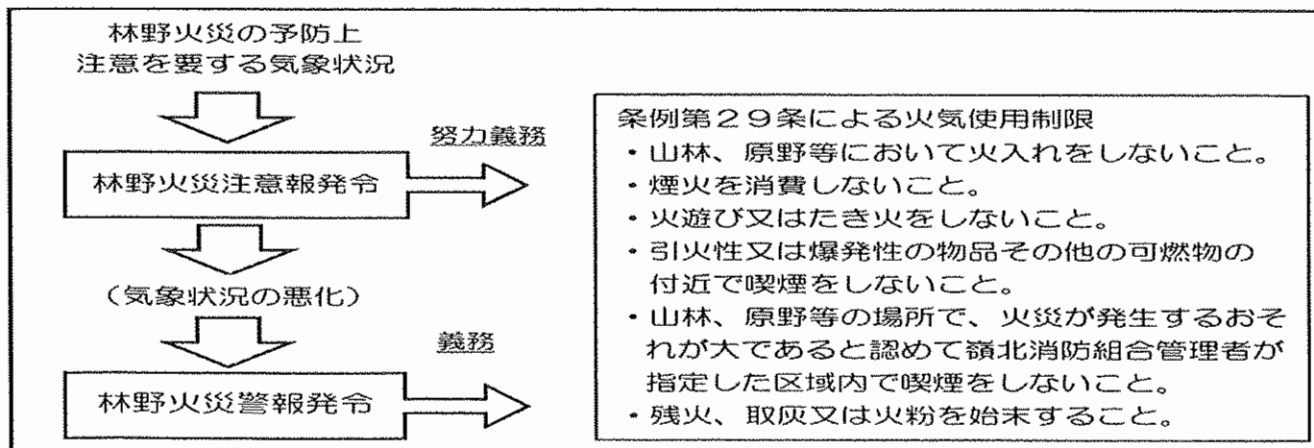 林野火災の予防上
注意を要する気象状況
努力義務
林野火災注意報発令
（気象状況の悪化）
義務
林野火災警報発令
条例第２９条による火気使用制限
・山林、原野等において火入れをしないこと。
・煙火を消費しないこと。
・火遊び又はたき火をしないこと。
・引火性又は爆発性の物品その他の可燃物の
付近で喫煙をしないこと。
・山林、原野等の場所で、火災が発生するおそ
れが大であると認めて嶺北消防組合管理者が
指定した区域内で喫煙をしないこと。
・残火、取灰又は火粉を始末すること。